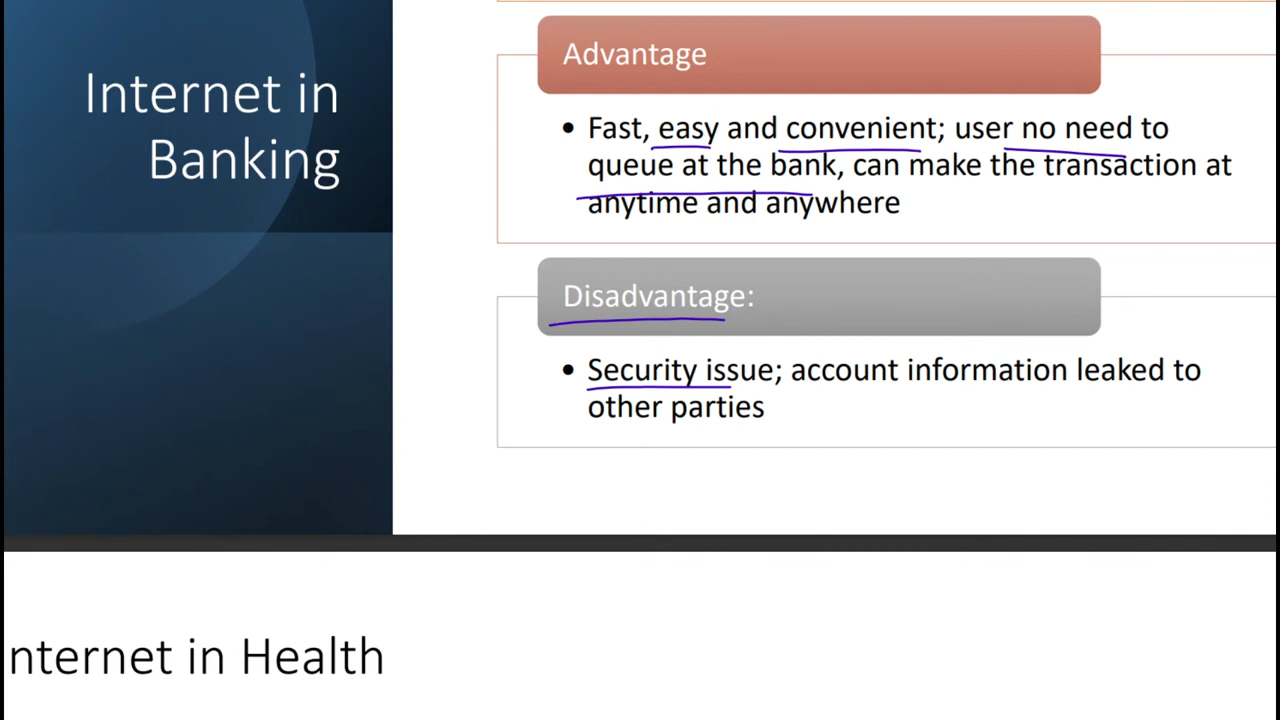 Internet in
Banking
Advantage
• Fast, easy and convenient; user no need to
queue at the bank, can make the transaction at
anytime and anywhere
Disadvantage:
• Security issue; account information leaked to
other parties
nternet in Health